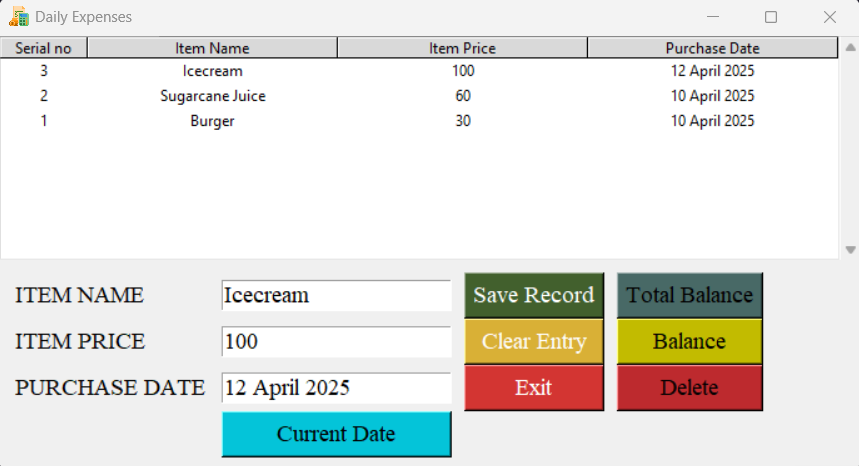 Daily Expenses
Serial no Item Name Item Price Purchase Date
3 Icecream 100 12 April 2025
2 Sugarcane Juice 60 10 April 2025
1 Burger 30 10 April 2025
ITEM NAME Icecream Save Record Total Balance
ITEM PRICE 100 Clear Entry Balance
PURCHASE DATE 12 April 2025 Exit Delete
Current Date